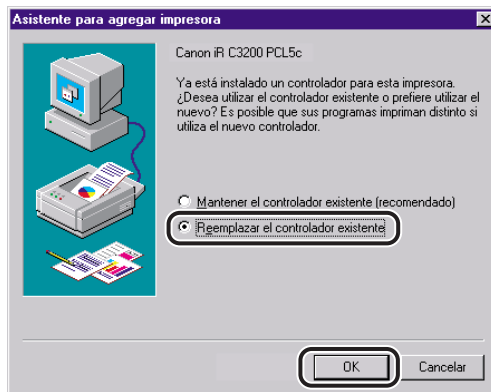 Asistente para agregar impresora
Canon iR C3200 PCL5c
Ya está instalado un controlador para esta impresora.
¿Desea utilizar el controlador existente o prefiere utilizar el
nuevo? Es posible que sus programas impriman distinto si
utiliza el nuevo controlador.
Mantener el controlador existente (recomendado)
Reemplazar el controlador existente
OK
Cancelar